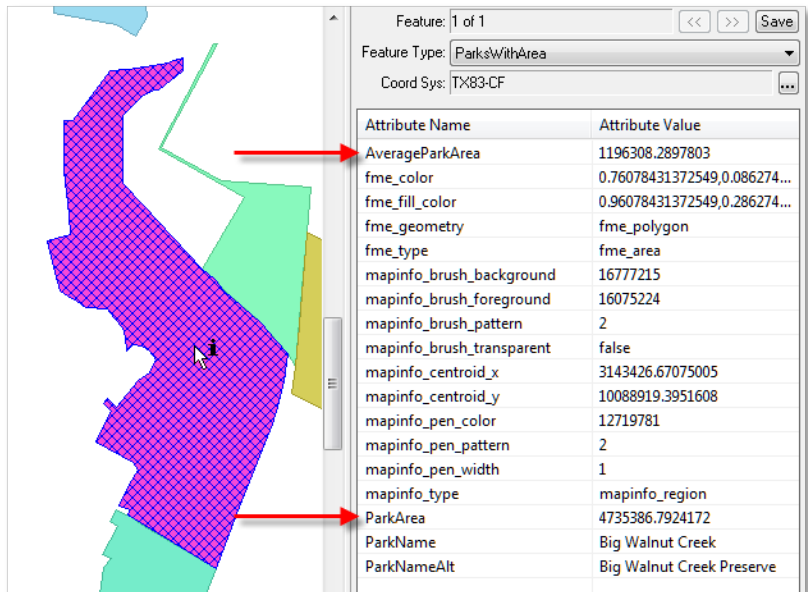 Feature: 1 of 1 << >> Save
Feature Type: ParksWithArea
Coord Sys: TX83-CF ...
Attribute Name Attribute Value
AverageParkArea 1196308.2897803
fme_color 0.76078431372549,0.086274...
fme_fill_color 0.96078431372549,0.286274...
fme_geometry fme_polygon
fme_type fme_area
mapinfo_brush_background 16777215
mapinfo_brush_foreground 16075224
mapinfo_brush_pattern 2
mapinfo_brush_transparent false
mapinfo_centroid_x 3143426.67075005
mapinfo_centroid_y 10088919.3951608
mapinfo_pen_color 12719781
mapinfo_pen_pattern 2
mapinfo_pen_width 1
mapinfo_type mapinfo_region
ParkArea 4735386.7924172
ParkName Big Walnut Creek
ParkNameAlt Big Walnut Creek Preserve